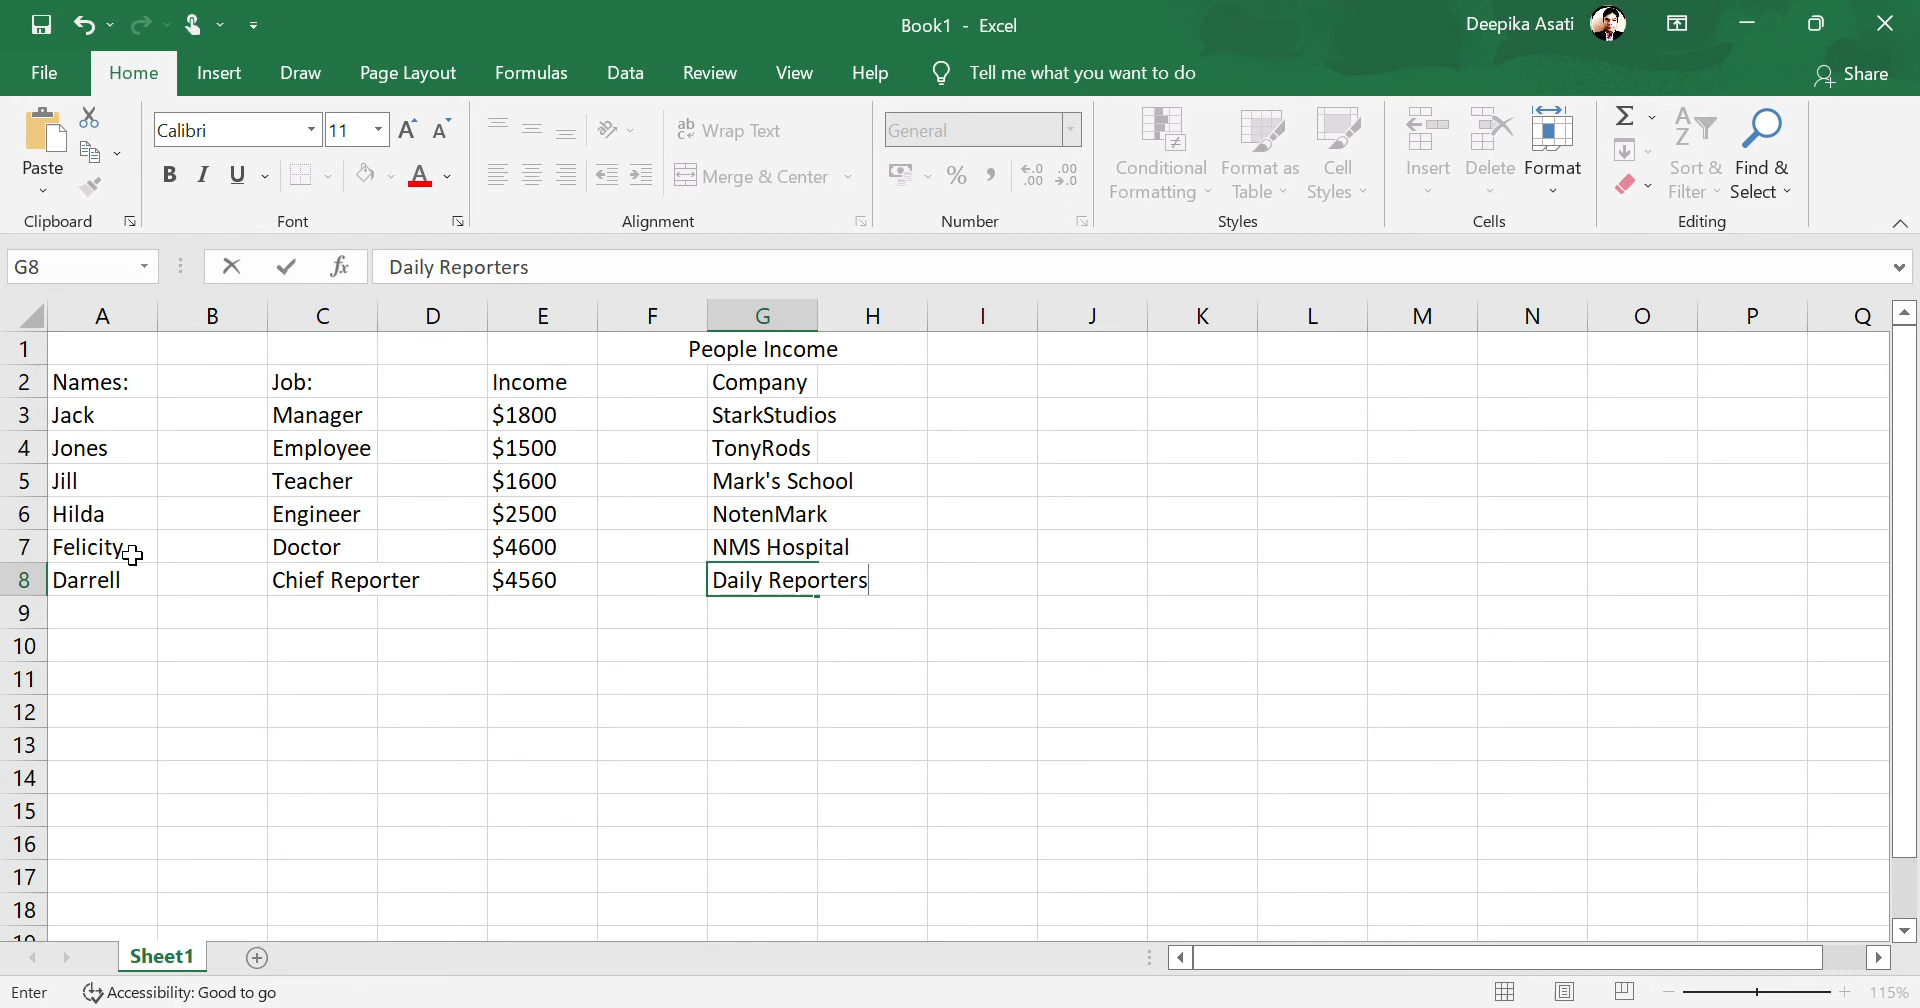 Book1 - Excel
Deepika Asati
File Home Insert Draw Page Layout Formulas Data Review View Help Tell me what you want to do Share
Paste
Clipboard
Calibri 11
B I U A
Font
ab Wrap Text
Merge & Center
Alignment
General
% , .00 .00
Number
Conditional Formatting
Format as Table
Cell Styles
Styles
Insert Delete Format
Cells
Sort & Filter
Find & Select
Editing
G8 fx Daily Reporters
A B C D E F G H I J K L M N O P Q
1 People Income
2 Names: Job: Income Company
3 Jack Manager $1800 StarkStudios
4 Jones Employee $1500 TonyRods
5 Jill Teacher $1600 Mark's School
6 Hilda Engineer $2500 NotenMark
7 Felicity Doctor $4600 NMS Hospital
8 Darrell Chief Reporter $4560 Daily Reporters
9
10
11
12
13
14
15
16
17
18
19
Sheet1
Enter Accessibility: Good to go 115%